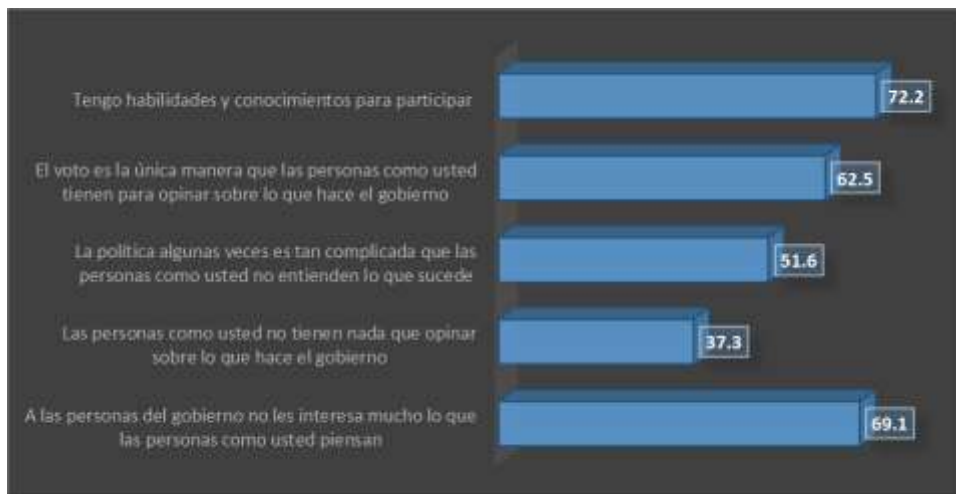 Tengo habilidades y conocimientos para participar
72.2
El voto es la única manera que las personas como usted
tienen para opinar sobre lo que hace el gobierno
62.5
La política algunas veces es tan complicada que las
personas como usted no entienden lo que sucede
51.6
Las personas como usted no tienen nada que opinar
sobre lo que hace el gobierno
37.3
A las personas del gobierno no les interesa mucho lo que
las personas como usted piensan
69.1